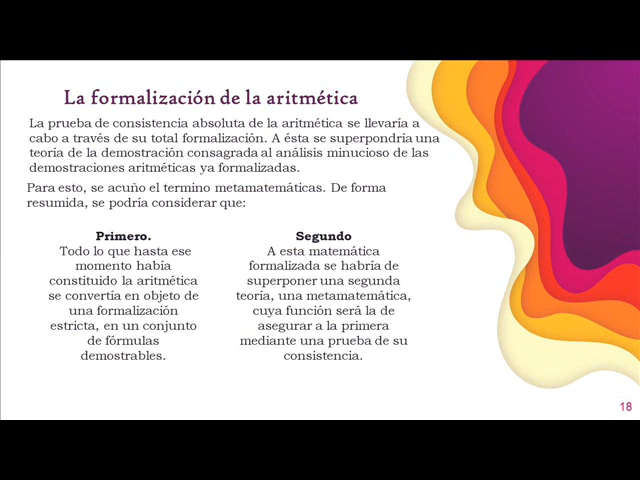 La formalización de la aritmética
La prueba de consistencia absoluta de la aritmética se llevaría a
cabo a través de su total formalización. A ésta se superpondría una
teoría de la demostración consagrada al análisis minucioso de las
demostraciones aritméticas ya formalizadas.
Para esto, se acuño el termino metamatemáticas. De forma
resumida, se podría considerar que:
Primero.
Todo lo que hasta ese
momento había
constituido la aritmética
se convertía en objeto de
una formalización
estricta, en un conjunto
de fórmulas
demostrables.
Segundo
A esta matemática
formalizada se habría de
superponer una segunda
teoría, una metamatemática,
cuya función será la de
asegurar a la primera
mediante una prueba de su
consistencia.
18